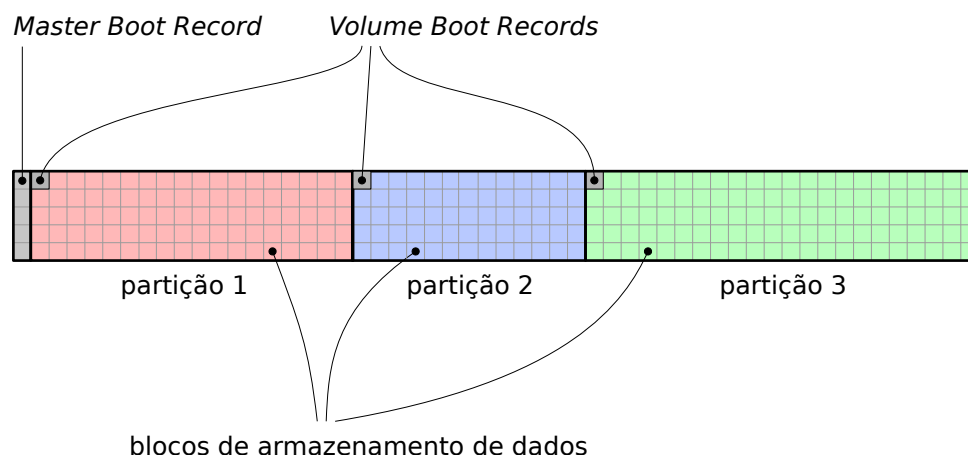 Master Boot Record
Volume Boot Records
partição 1
partição 2
partição 3
blocos de armazenamento de dados